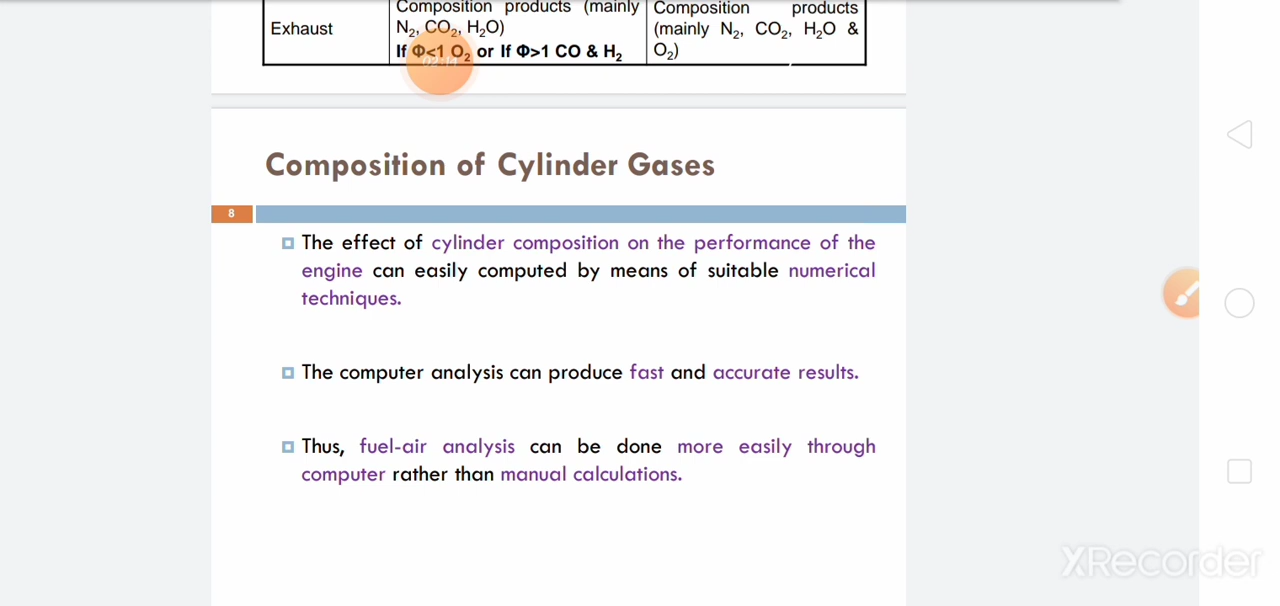 Composition products (mainly
N₂, CO₂, H₂O)
If Φ<1 O₂ or If Φ>1 CO & H₂
Exhaust
Composition products
(mainly N₂, CO₂, H₂O &
O₂)
02:14
Composition of Cylinder Gases
8
The effect of cylinder composition on the performance of the
engine can easily computed by means of suitable numerical
techniques.
The computer analysis can produce fast and accurate results.
Thus, fuel-air analysis can be done more easily through
computer rather than manual calculations.
XRecorder